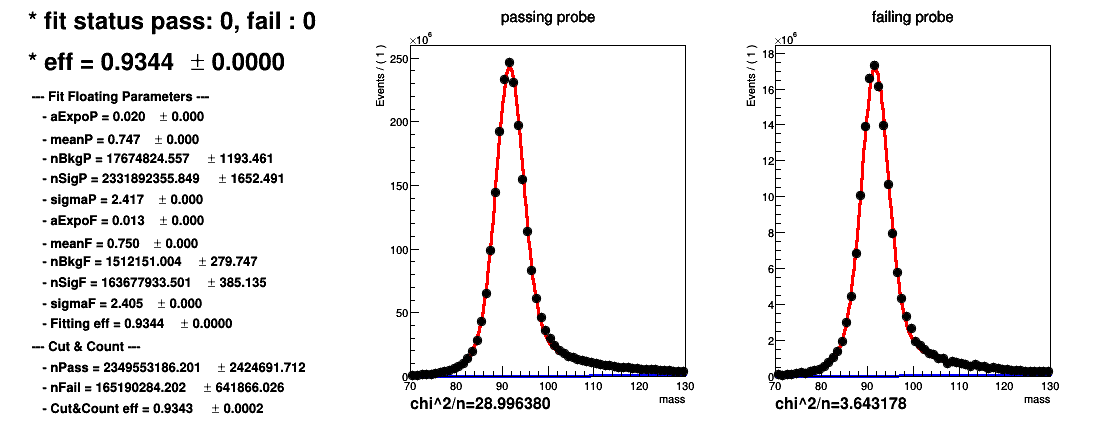 * fit status pass: 0, fail : 0
* eff = 0.9344 ± 0.0000
--- Fit Floating Parameters ---
- aExpoP = 0.020 ± 0.000
- meanP = 0.747 ± 0.000
- nBkgP = 17674824.557 ± 1193.461
- nSigP = 2331892355.849 ± 1652.491
- sigmaP = 2.417 ± 0.000
- aExpoF = 0.013 ± 0.000
- meanF = 0.750 ± 0.000
- nBkgF = 1512151.004 ± 279.747
- nSigF = 163677933.501 ± 385.135
- sigmaF = 2.405 ± 0.000
- Fitting eff = 0.9344 ± 0.0000
--- Cut & Count ---
- nPass = 2349553186.201 ± 2424691.712
- nFail = 165190284.202 ± 641866.026
- Cut&Count eff = 0.9343 ± 0.0002
passing probe
×10^6
Events / ( 1 )
250
200
150
100
50
0
70 80 90 100 110 120 130
mass
chi^2/n=28.996380
failing probe
×10^6
Events / ( 1 )
18
16
14
12
10
8
6
4
2
0
70 80 90 100 110 120 130
mass
chi^2/n=3.643178